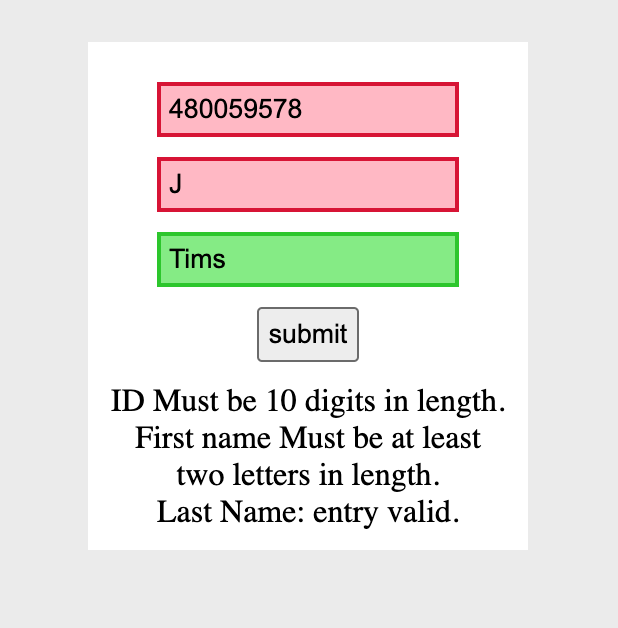 480059578
J
Tims
submit
ID Must be 10 digits in length.
First name Must be at least
two letters in length.
Last Name: entry valid.